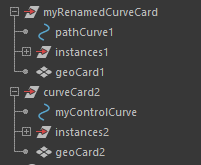 myRenamedCurveCard
pathCurve1
instances1
geoCard1
curveCard2
myControlCurve
instances2
geoCard2